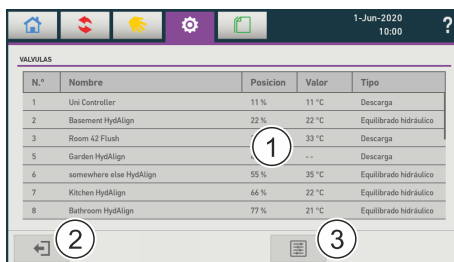 1-Jun-2020
10:00
?
VALVULAS
N.° Nombre Posicion Valor Tipo
1 Uni Controller 11 % 11 °C Descarga
2 Basement HydAlign 22 % 22 °C Equilibrado hidráulico
3 Room 42 Flush 33 °C Descarga
5 Garden HydAlign - - Descarga
6 somewhere else HydAlign 55 % 35 °C Equilibrado hidráulico
7 Kitchen HydAlign 66 % 22 °C Equilibrado hidráulico
8 Bathroom HydAlign 77 % 21 °C Equilibrado hidráulico
1
2
3